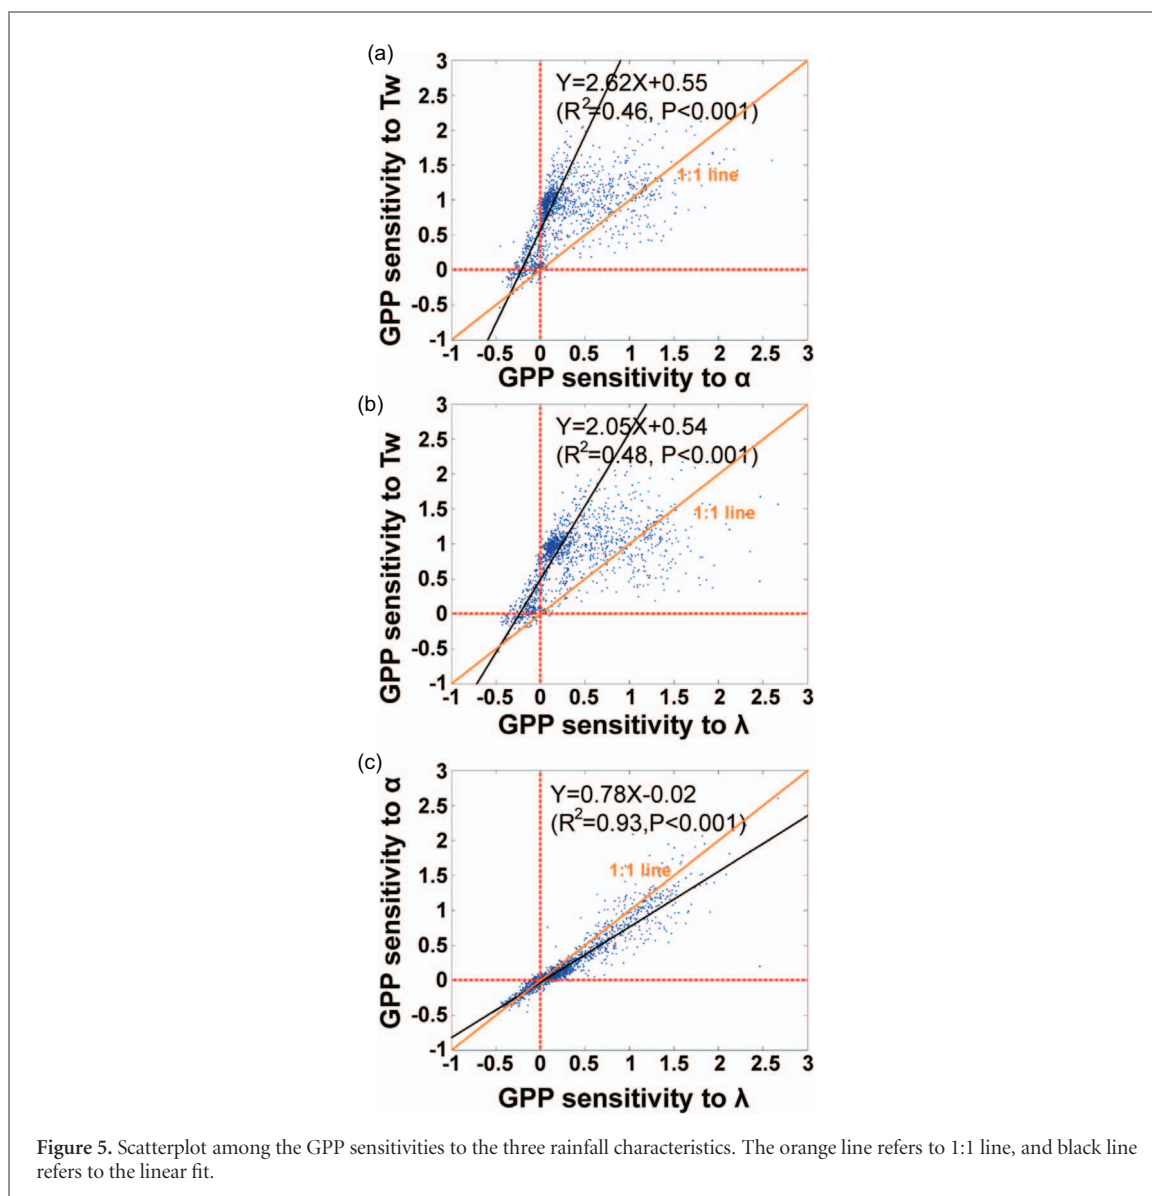 (a)
GPP sensitivity to Tw
3
2.5
2
1.5
1
0.5
0
-0.5
-1
Y=2.62X+0.55
(R²=0.46, P<0.001)
1:1 line
-1 -0.5 0 0.5 1 1.5 2 2.5 3
GPP sensitivity to α
(b)
GPP sensitivity to Tw
3
2.5
2
1.5
1
0.5
0
-0.5
-1
Y=2.05X+0.54
(R²=0.48, P<0.001)
1:1 line
-1 -0.5 0 0.5 1 1.5 2 2.5 3
GPP sensitivity to λ
(c)
GPP sensitivity to α
3
2.5
2
1.5
1
0.5
0
-0.5
-1
Y=0.78X-0.02
(R²=0.93,P<0.001)
1:1 line
-1 -0.5 0 0.5 1 1.5 2 2.5 3
GPP sensitivity to λ
Figure 5. Scatterplot among the GPP sensitivities to the three rainfall characteristics. The orange line refers to 1:1 line, and black line
refers to the linear fit.